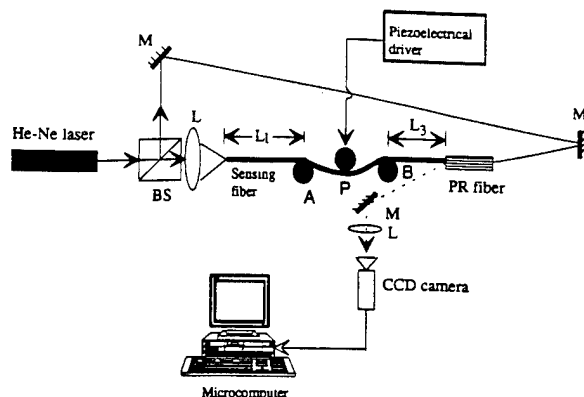 Piezoelectrical
driver
M
L
L1
L3
M
He-Ne laser
BS
Sensing
fiber
A
P
B
PR fiber
M
L
CCD camera
Microcomputer